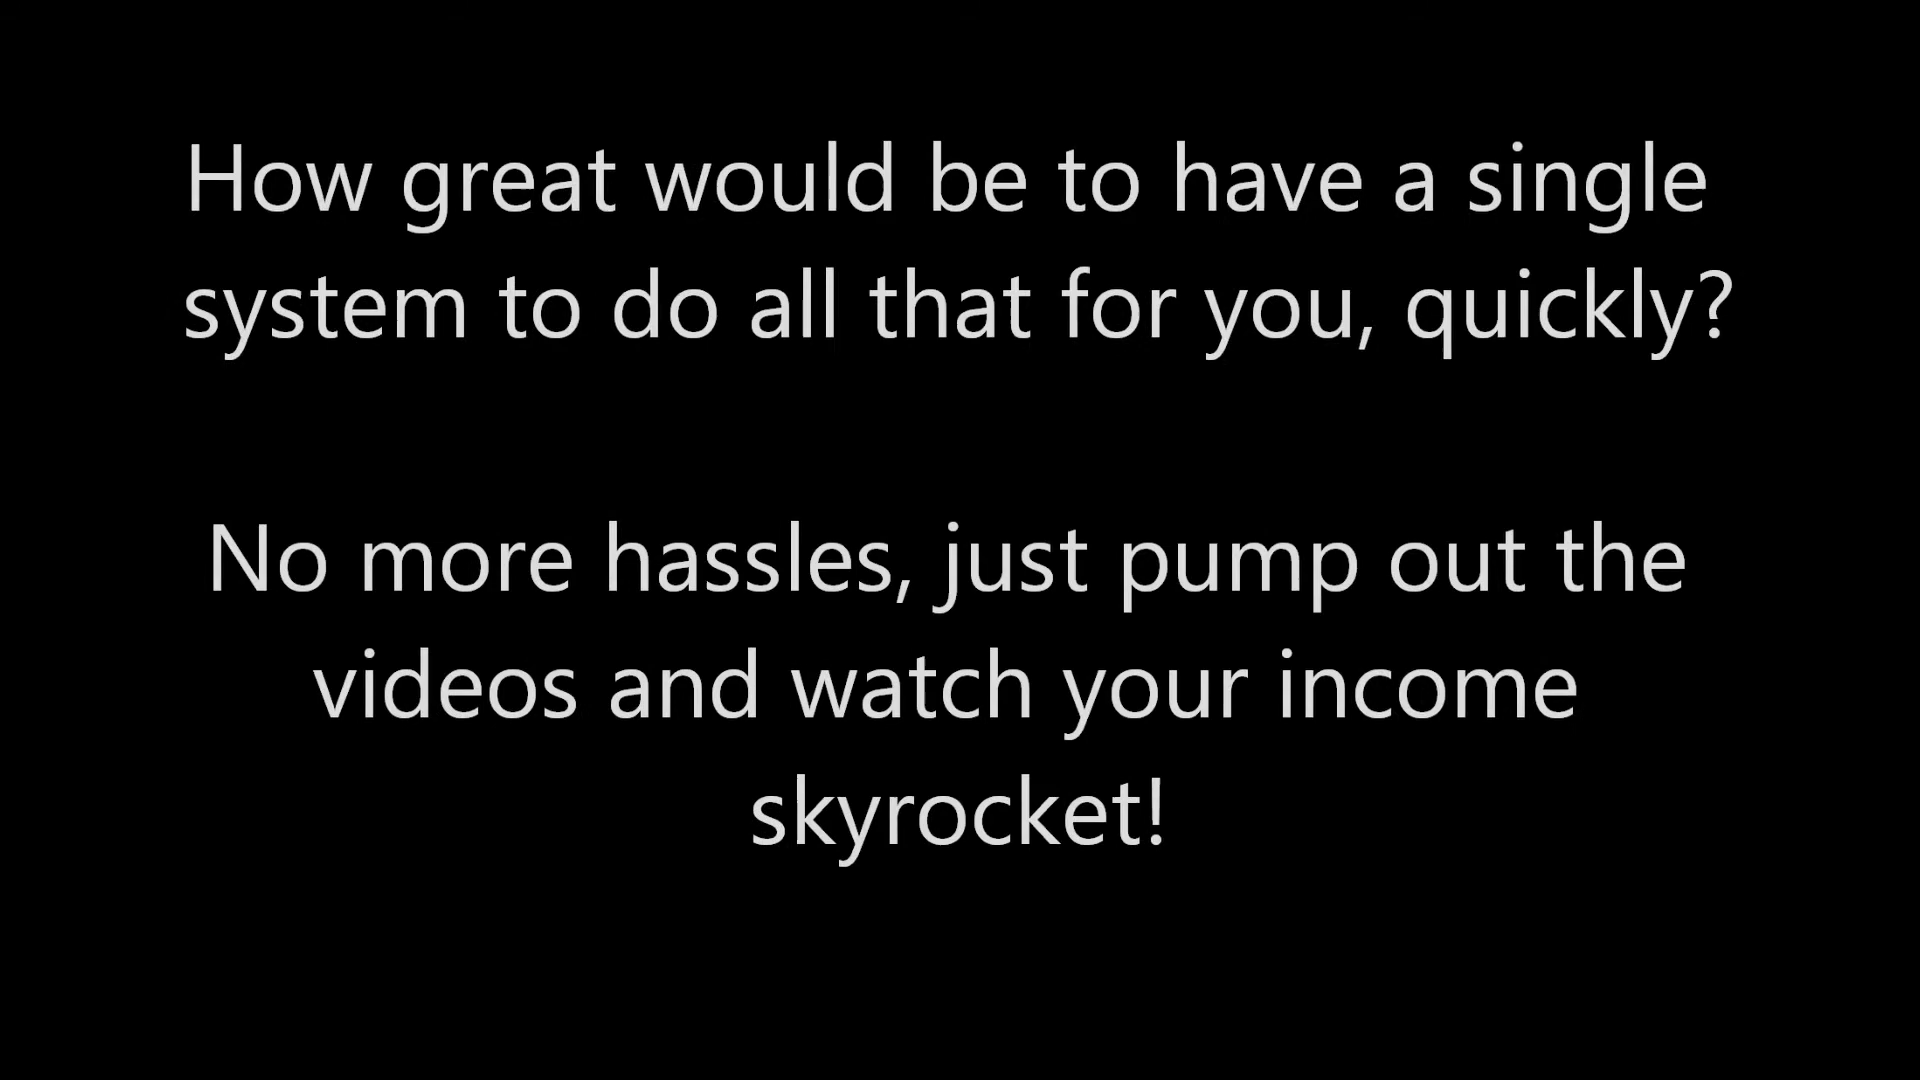 How great would be to have a single
system to do all that for you, quickly?
No more hassles, just pump out the
videos and watch your income
skyrocket!